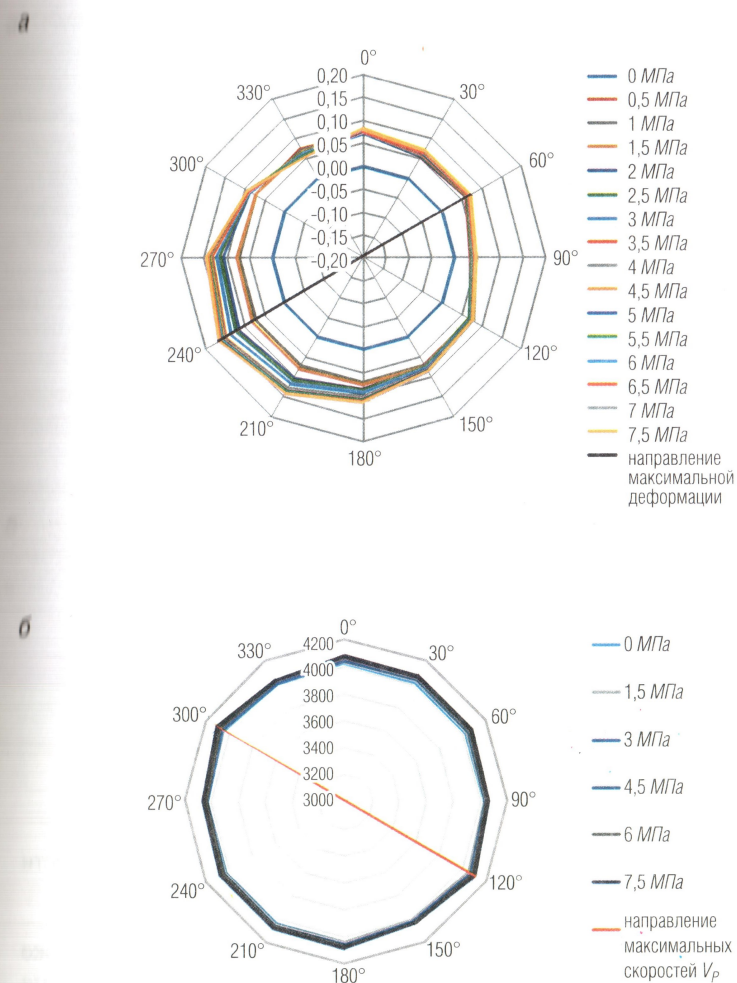 а
0°
30°
60°
90°
120°
150°
180°
210°
240°
270°
300°
330°
0,20
0,15
0,10
0,05
0,00
-0,05
-0,10
-0,15
-0,20
0 МПа
0,5 МПа
1 МПа
1,5 МПа
2 МПа
2,5 МПа
3 МПа
3,5 МПа
4 МПа
4,5 МПа
5 МПа
5,5 МПа
6 МПа
6,5 МПа
7 МПа
7,5 МПа
направление
максимальной
деформации
б
0°
30°
60°
90°
120°
150°
180°
210°
240°
270°
300°
330°
4200
4000
3800
3600
3400
3200
3000
0 МПа
1,5 МПа
3 МПа
4,5 МПа
6 МПа
7,5 МПа
направление
максимальных
скоростей VP